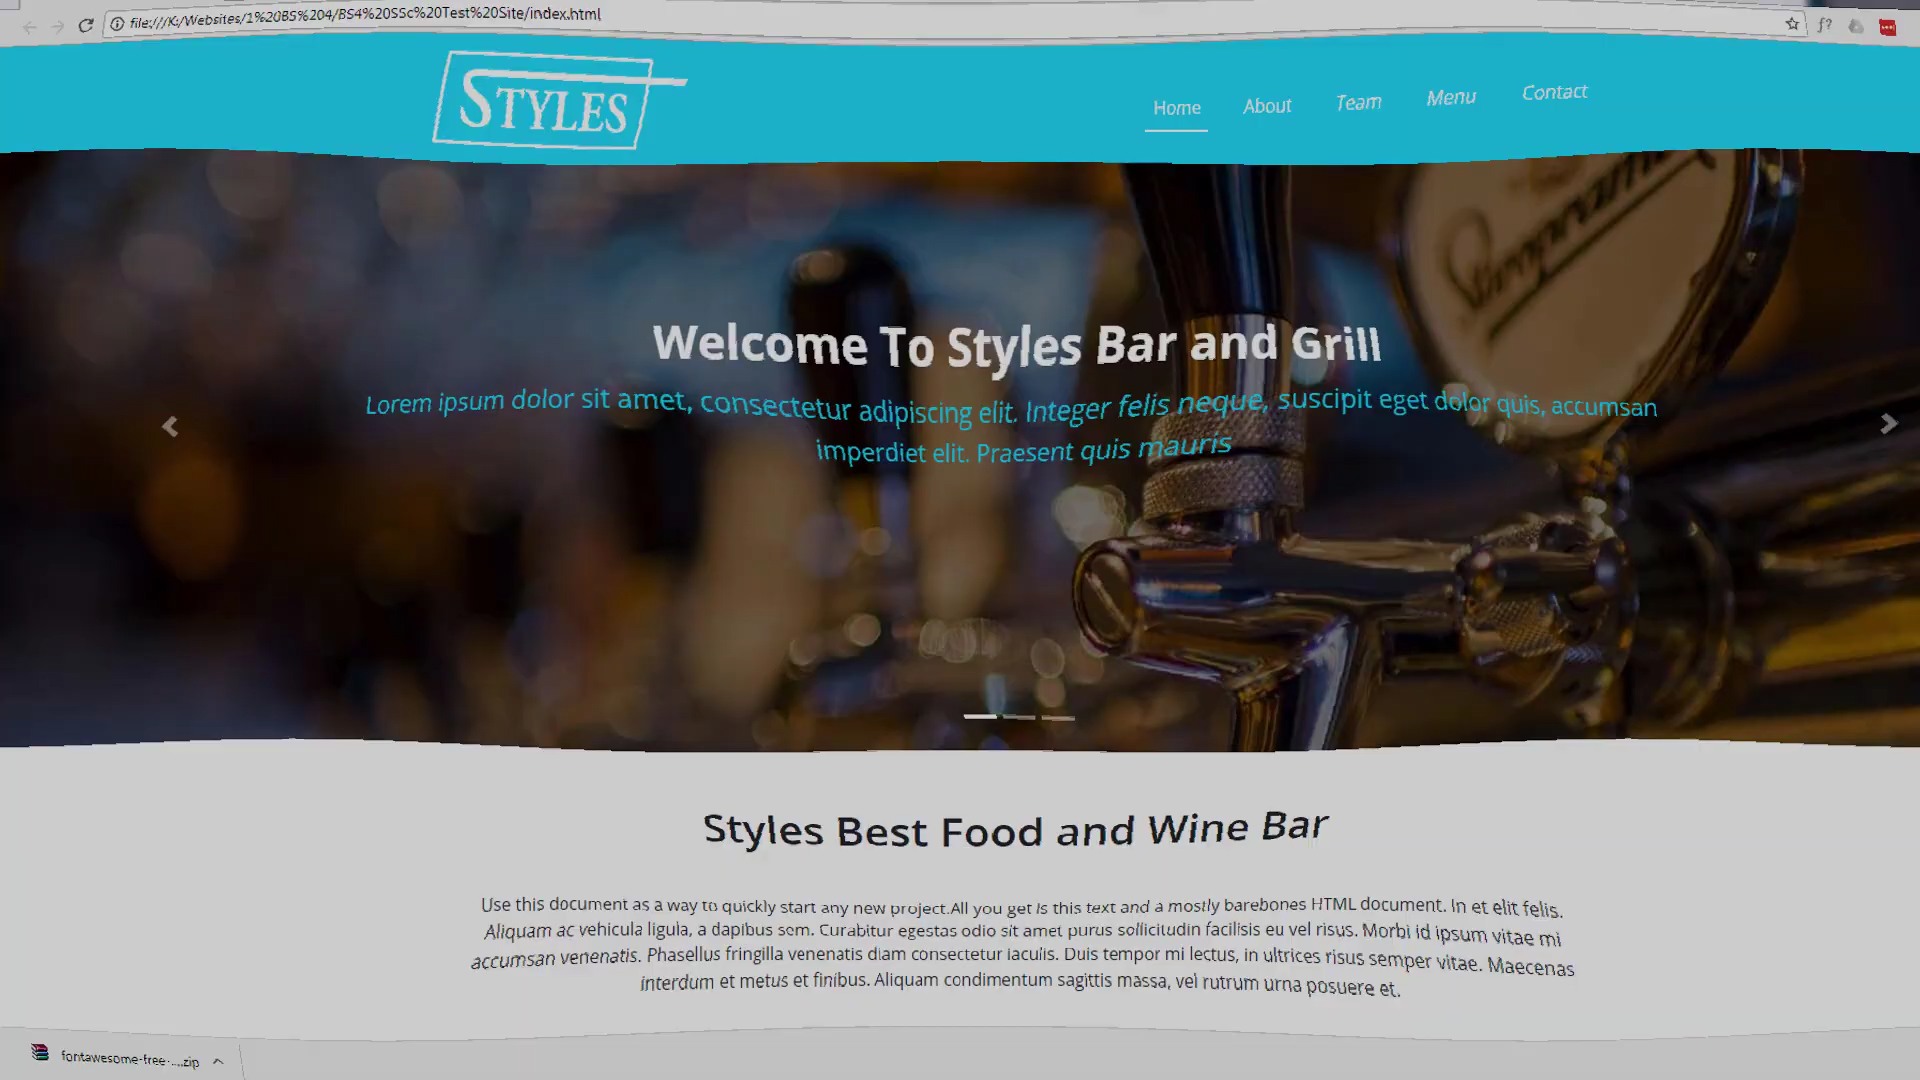 file:///K:/Websites/1%20BS%204/BS4%20SSc%20Test%20Site/index.html
STYLES
Home About Team Menu Contact
Staropramen
Welcome To Styles Bar and Grill
Lorem ipsum dolor sit amet, consectetur adipiscing elit. Integer felis neque, suscipit eget dolor quis, accumsan
imperdiet elit. Praesent quis mauris
Styles Best Food and Wine Bar
Use this document as a way to quickly start any new project.All you get is this text and a mostly barebones HTML document. In et elit felis.
Aliquam ac vehicula ligula, a dapibus sem. Curabitur egestas odio sit amet purus sollicitudin facilisis eu vel risus. Morbi id ipsum vitae mi
accumsan venenatis. Phasellus fringilla venenatis diam consectetur iaculis. Duis tempor mi lectus, in ultrices risus semper vitae. Maecenas
interdum et metus et finibus. Aliquam condimentum sagittis massa, vel rutrum urna posuere et.
fontawesome-free-....zip